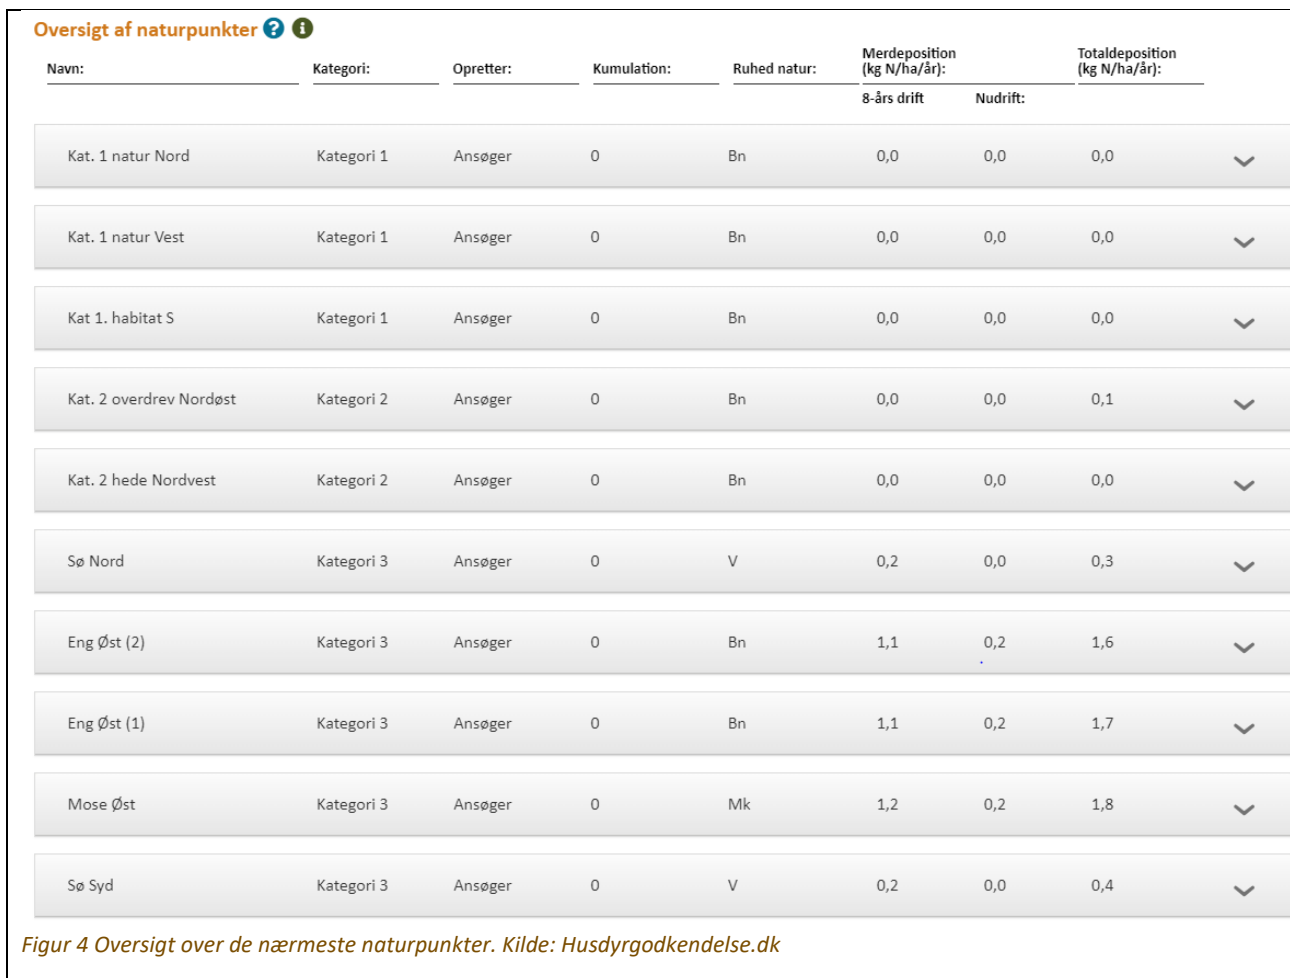 Oversigt af naturpunkter ? i
Navn: Kategori: Opretter: Kumulation: Ruhed natur: Merdeposition (kg N/ha/år): Totaldeposition (kg N/ha/år):
8-års drift Nudrift:
Kat. 1 natur Nord Kategori 1 Ansøger 0 Bn 0,0 0,0 0,0
Kat. 1 natur Vest Kategori 1 Ansøger 0 Bn 0,0 0,0 0,0
Kat 1. habitat S Kategori 1 Ansøger 0 Bn 0,0 0,0 0,0
Kat. 2 overdrev Nordøst Kategori 2 Ansøger 0 Bn 0,0 0,0 0,1
Kat. 2 hede Nordvest Kategori 2 Ansøger 0 Bn 0,0 0,0 0,0
Sø Nord Kategori 3 Ansøger 0 V 0,2 0,0 0,3
Eng Øst (2) Kategori 3 Ansøger 0 Bn 1,1 0,2 1,6
Eng Øst (1) Kategori 3 Ansøger 0 Bn 1,1 0,2 1,7
Mose Øst Kategori 3 Ansøger 0 Mk 1,2 0,2 1,8
Sø Syd Kategori 3 Ansøger 0 V 0,2 0,0 0,4
Figur 4 Oversigt over de nærmeste naturpunkter. Kilde: Husdyrgodkendelse.dk